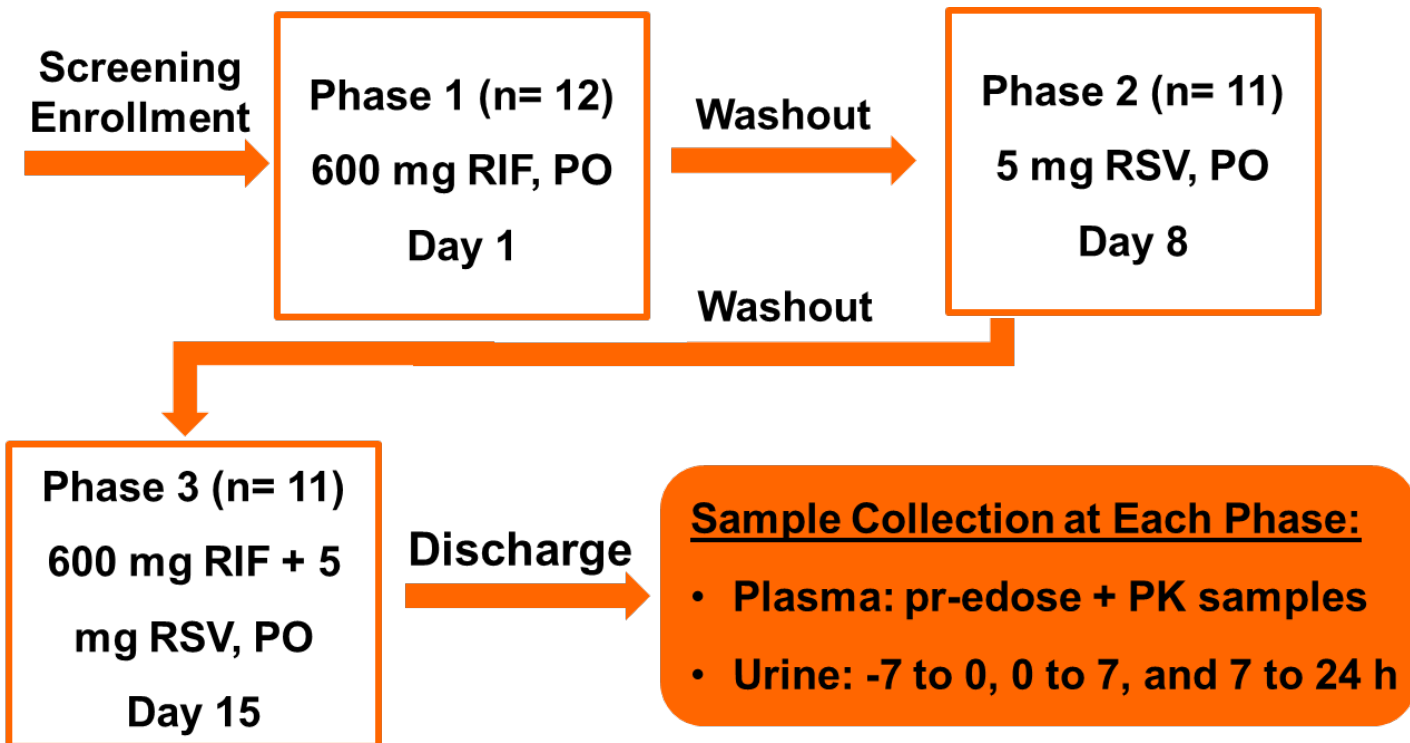 Screening
Enrollment
Phase 1 (n= 12)
600 mg RIF, PO
Day 1
Washout
Phase 2 (n= 11)
5 mg RSV, PO
Day 8
Washout
Phase 3 (n= 11)
600 mg RIF + 5
mg RSV, PO
Day 15
Discharge
Sample Collection at Each Phase:
• Plasma: pr-edose + PK samples
• Urine: -7 to 0, 0 to 7, and 7 to 24 h